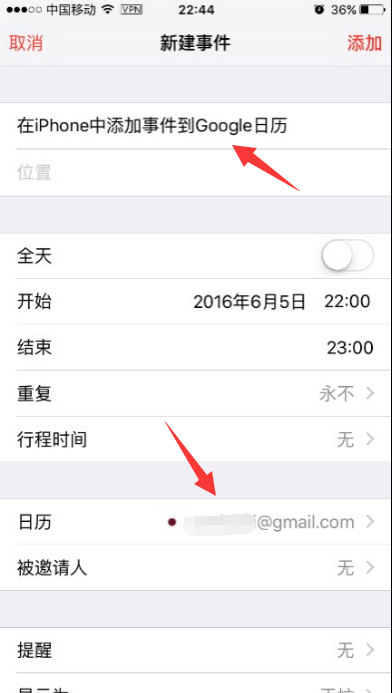 中国移动 VPN 22:44 36%
取消 新建事件 添加
在iPhone中添加事件到Google日历
位置
全天
开始 2016年6月5日 22:00
结束 23:00
重复 永不
行程时间 无
日历 @gmail.com
被邀请人 无
提醒 无